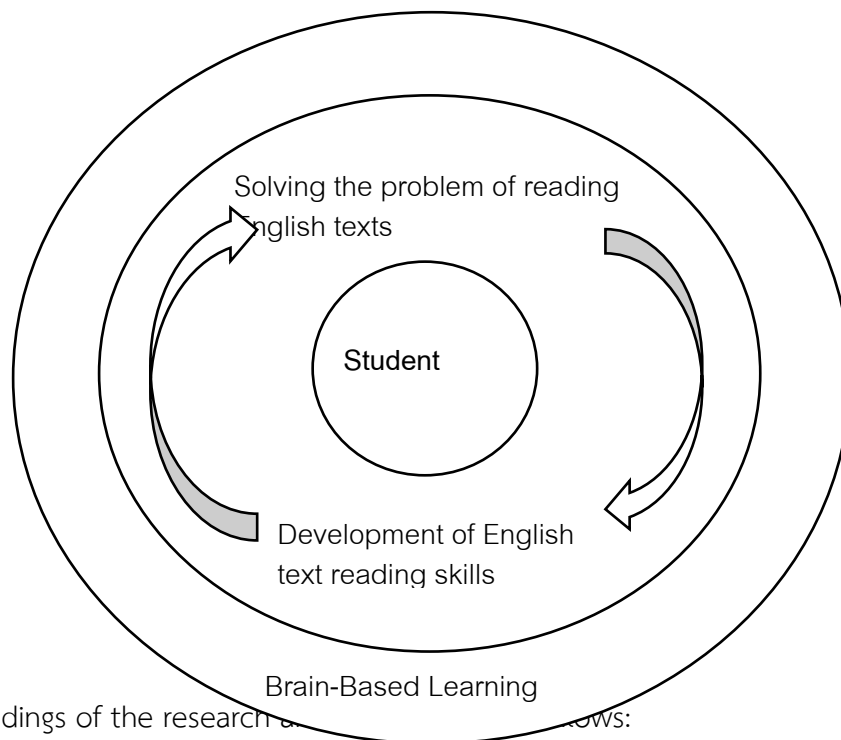 Solving the problem of reading
English texts
Student
Development of English
text reading skills
Brain-Based Learning
dings of the research